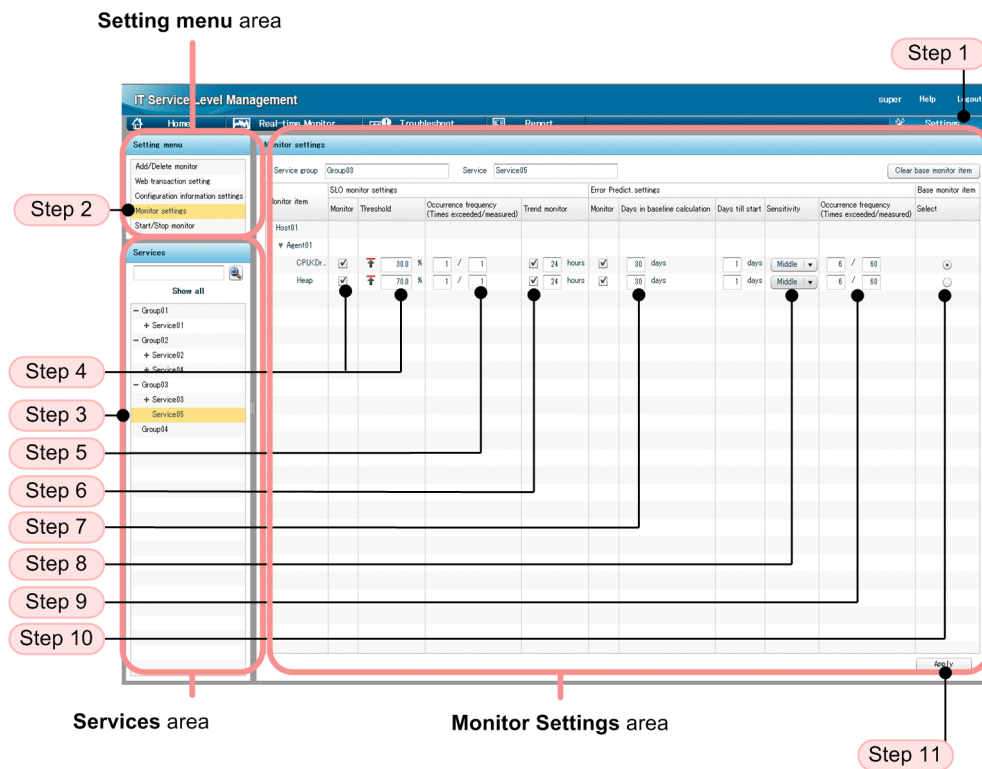 Setting menu area
Step 1
IT Service Level Management
super Help Logout
Home Real-time Monitor Troubleshoot Report Settings
Setting menu
Monitor settings
Add/Delete monitor
Web transaction setting
Configuration information settings
Monitor settings
Start/Stop monitor
Step 2
Service group Group03 Service Service05 Clear base monitor item
Monitor item SLO monitor settings Error Predict. settings Base monitor item
Monitor Threshold Occurrence frequency (Times exceeded/measured) Trend monitor Monitor Days in baseline calculation Days till start Sensitivity Occurrence frequency (Times exceeded/measured) Select
Host01
Agent01
CPU(Dr... 30.0 % 1 / 1 24 hours 30 days 1 days Middle 6 / 60
Heap 70.0 % 1 / 1 24 hours 30 days 1 days Middle 6 / 60
Services
Show all
Group01
Service01
Group02
Service02
Service04
Group03
Service03
Service05
Group04
Step 4
Step 3
Step 5
Step 6
Step 7
Step 8
Step 9
Step 10
Apply
Services area
Monitor Settings area
Step 11